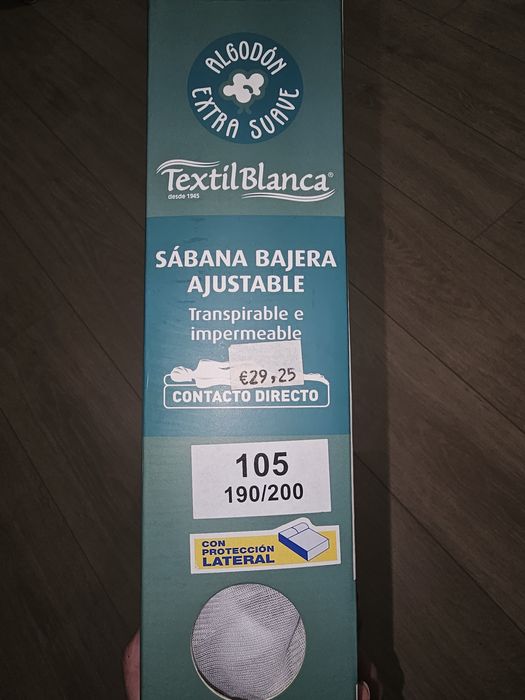 ALGODÓN
EXTRA SUAVE
TextilBlanca®
desde 1945
SÁBANA BAJERA
AJUSTABLE
Transpirable e
impermeable
€29,25
CONTACTO DIRECTO
105
190/200
CON
PROTECCIÓN
LATERAL